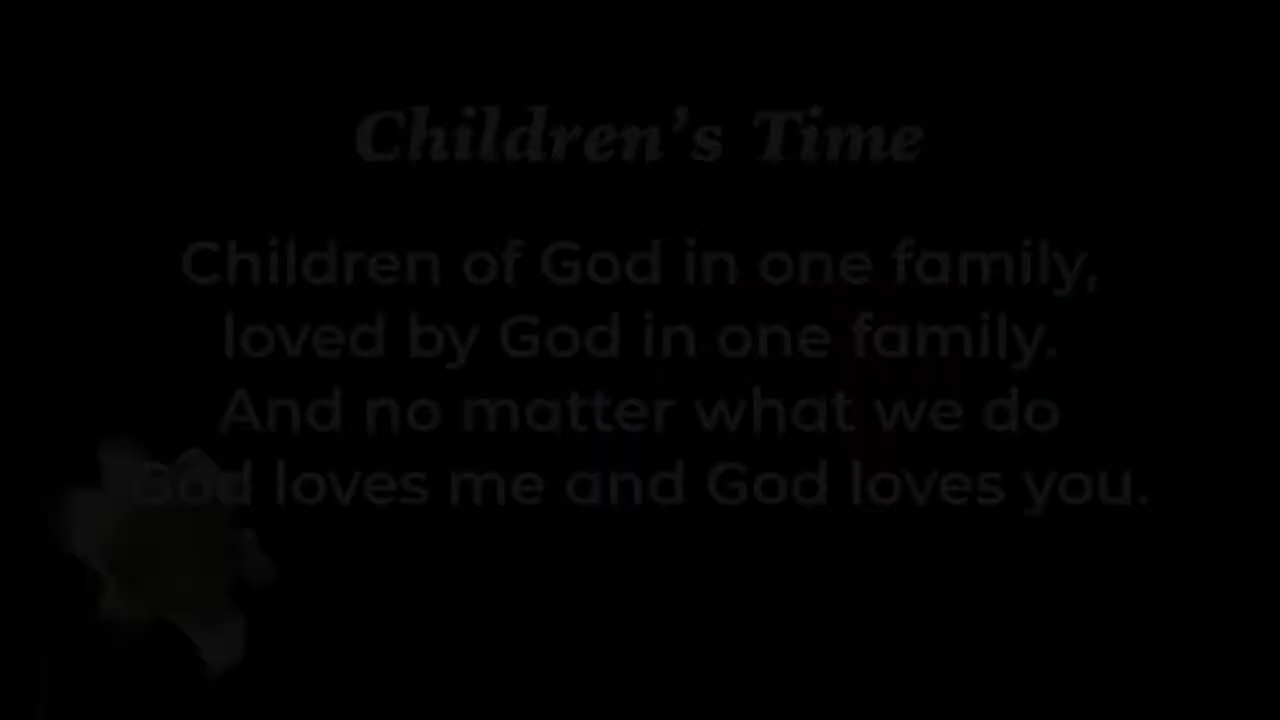 Children’s Time
Children of God in one family,
loved by God in one family.
And no matter what we do
God loves me and God loves you.